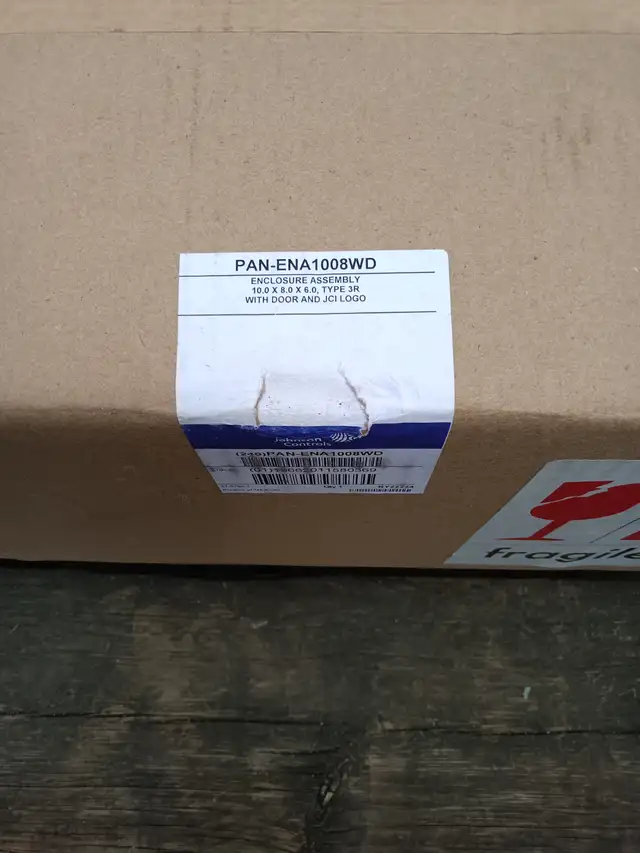 PAN-ENA1008WD
ENCLOSURE ASSEMBLY
10.0 X 8.0 X 6.0, TYPE 3R
WITH DOOR AND JCI LOGO
Johnson
Controls
(240)PAN-ENA1008WD
fragile